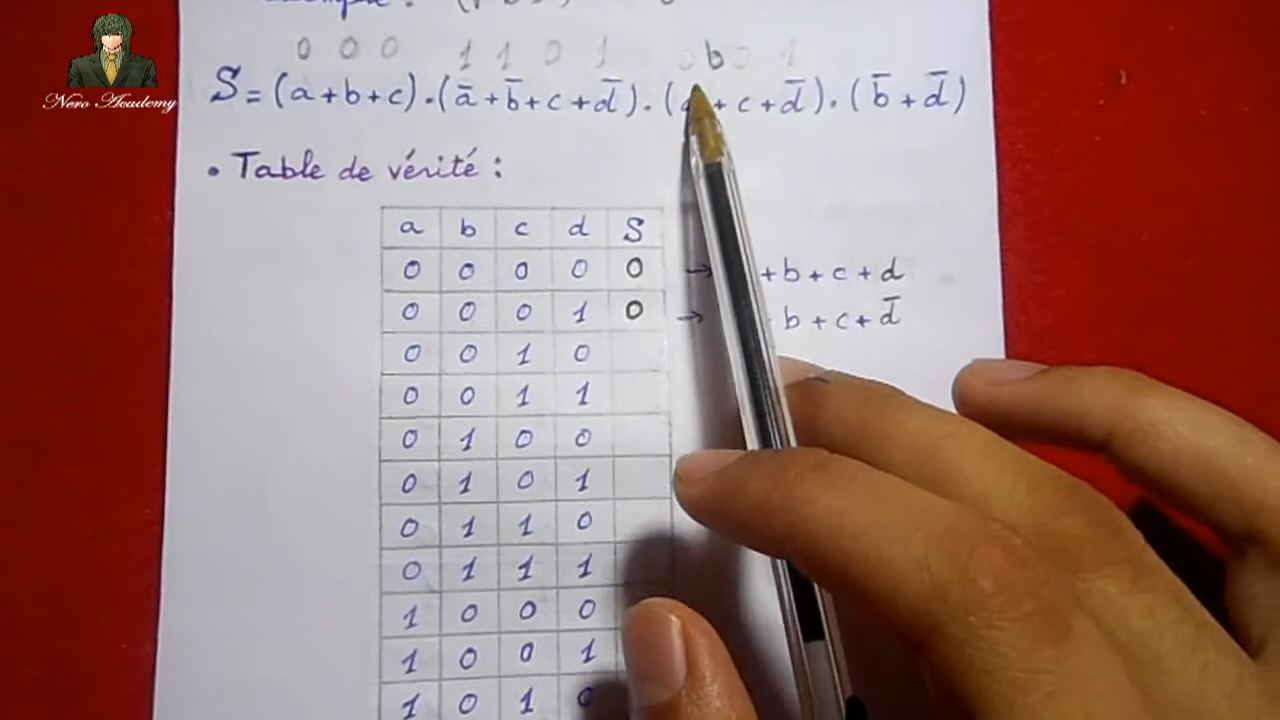 Nero Academy
0 0 0 1 1 0 1 0 b 0 1
S = (a + b + c) . (ā + b̄ + c + d̄) . (a + c + d̄) . (b̄ + d̄)
• Table de vérité :
a b c d S
0 0 0 0 0 → + b + c + d
0 0 0 1 0 → b + c + d̄
0 0 1 0
0 0 1 1
0 1 0 0
0 1 0 1
0 1 1 0
0 1 1 1
1 0 0 0
1 0 0 1
1 0 1 0